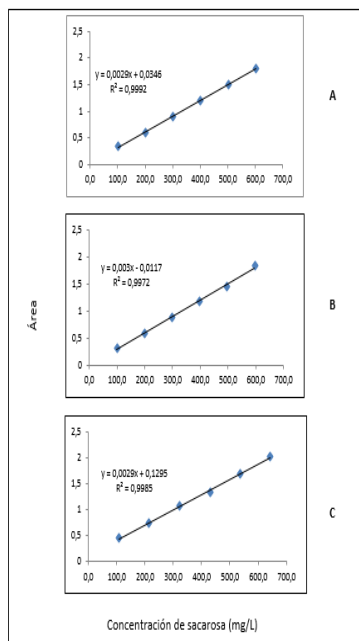 2,5
2
1,5
1
0,5
0
y = 0,0029x + 0,0346
R² = 0,9992
0,0 100,0 200,0 300,0 400,0 500,0 600,0 700,0
A
2,5
2
1,5
1
0,5
0
y = 0,003x - 0,0117
R² = 0,9972
0,0 100,0 200,0 300,0 400,0 500,0 600,0 700,0
B
Área
2,5
2
1,5
1
0,5
0
y = 0,0029x + 0,1295
R² = 0,9985
0,0 100,0 200,0 300,0 400,0 500,0 600,0 700,0
C
Concentración de sacarosa (mg/L)